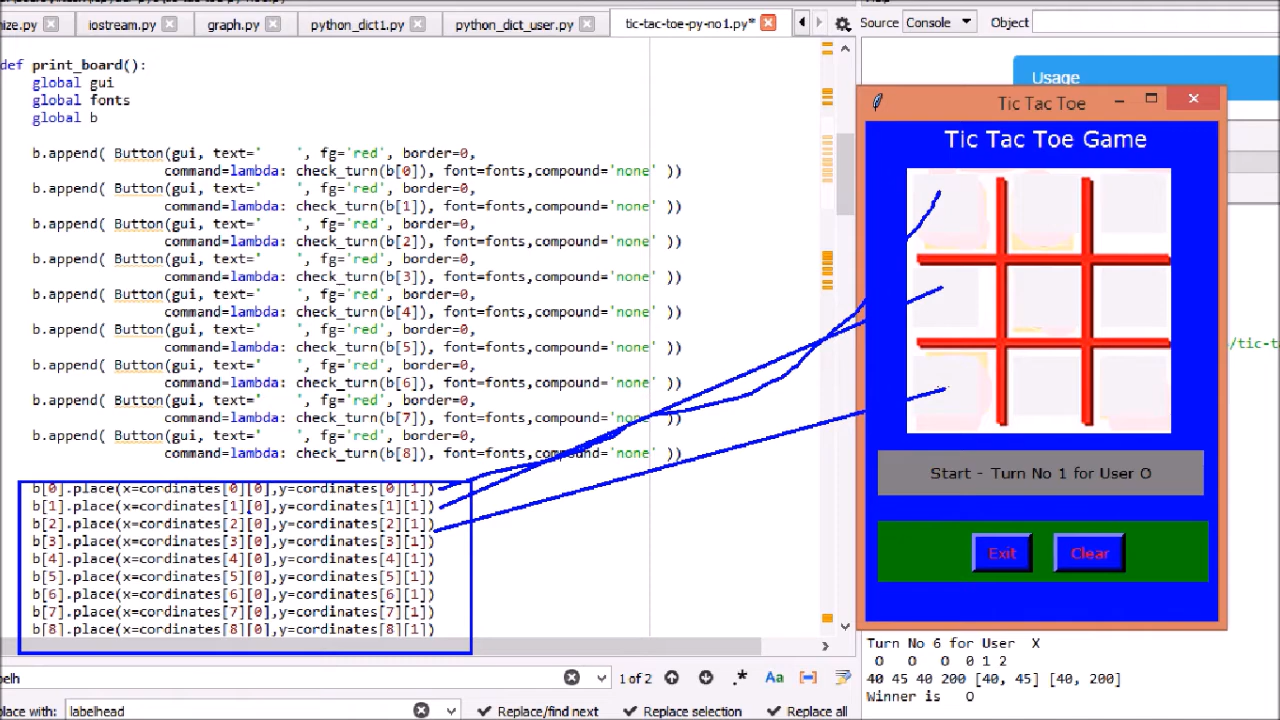 mize.py iostream.py graph.py python_dict1.py python_dict_user.py tic-tac-toe-py-no1.py* Source Console Object
Usage
def print_board():
global gui
global fonts
global b
b.append( Button(gui, text="    ", fg='red', border=0,
command=lambda: check_turn(b[0]), font=fonts,compound='none' ))
b.append( Button(gui, text="    ", fg='red', border=0,
command=lambda: check_turn(b[1]), font=fonts,compound='none' ))
b.append( Button(gui, text="    ", fg='red', border=0,
command=lambda: check_turn(b[2]), font=fonts,compound='none' ))
b.append( Button(gui, text="    ", fg='red', border=0,
command=lambda: check_turn(b[3]), font=fonts,compound='none' ))
b.append( Button(gui, text="    ", fg='red', border=0,
command=lambda: check_turn(b[4]), font=fonts,compound='none' ))
b.append( Button(gui, text="    ", fg='red', border=0,
command=lambda: check_turn(b[5]), font=fonts,compound='none' ))
b.append( Button(gui, text="    ", fg='red', border=0,
command=lambda: check_turn(b[6]), font=fonts,compound='none' ))
b.append( Button(gui, text="    ", fg='red', border=0,
command=lambda: check_turn(b[7]), font=fonts,compound='none' ))
b.append( Button(gui, text="    ", fg='red', border=0,
command=lambda: check_turn(b[8]), font=fonts,compound='none' ))
b[0].place(x=cordinates[0][0],y=cordinates[0][1])
b[1].place(x=cordinates[1][0],y=cordinates[1][1])
b[2].place(x=cordinates[2][0],y=cordinates[2][1])
b[3].place(x=cordinates[3][0],y=cordinates[3][1])
b[4].place(x=cordinates[4][0],y=cordinates[4][1])
b[5].place(x=cordinates[5][0],y=cordinates[5][1])
b[6].place(x=cordinates[6][0],y=cordinates[6][1])
b[7].place(x=cordinates[7][0],y=cordinates[7][1])
b[8].place(x=cordinates[8][0],y=cordinates[8][1])
belh 1 of 2 .* Aa
place with: labelhead Replace/find next Replace selection Replace all
Tic Tac Toe
Tic Tac Toe Game
Start - Turn No 1 for User O
Exit Clear
/tic-t
Turn No 6 for User X
O O O 0 1 2
40 45 40 200 [40, 45] [40, 200]
Winner is O